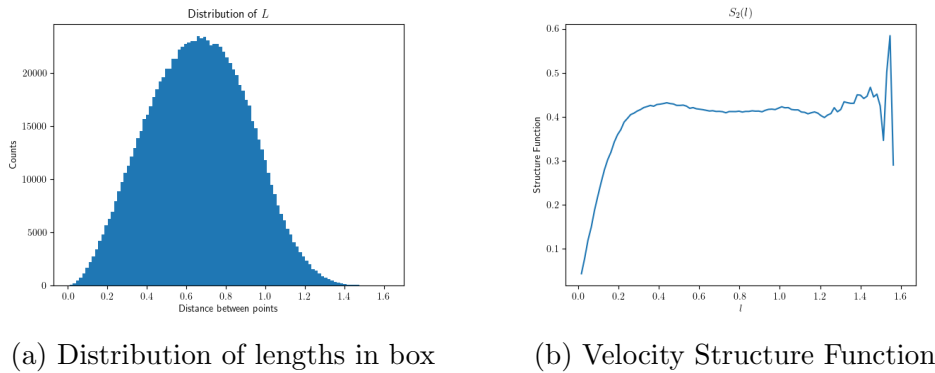 Distribution of L
Counts
20000
15000
10000
5000
0
0.0 0.2 0.4 0.6 0.8 1.0 1.2 1.4 1.6
Distance between points
(a) Distribution of lengths in box
S₂(l)
Structure Function
0.6
0.5
0.4
0.3
0.2
0.1
0.0 0.2 0.4 0.6 0.8 1.0 1.2 1.4 1.6
l
(b) Velocity Structure Function